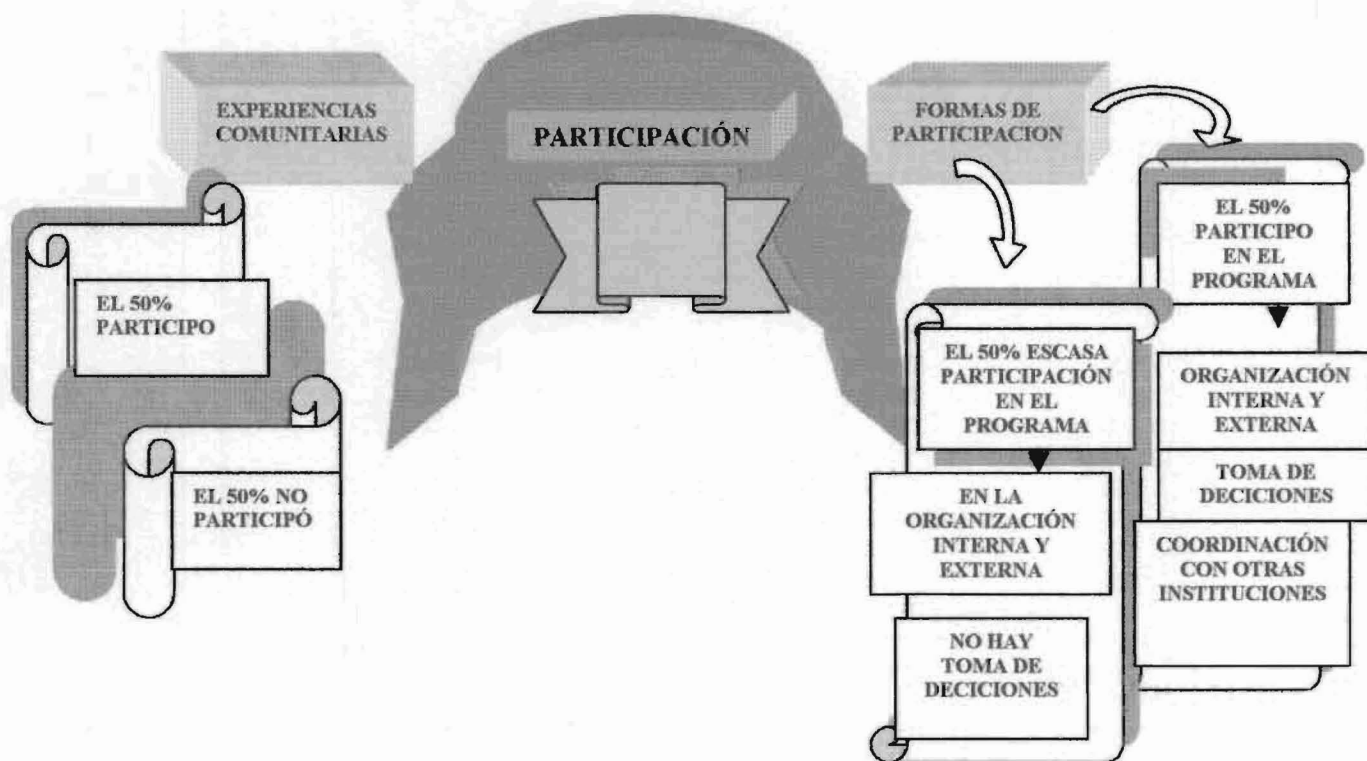 EXPERIENCIAS
COMUNITARIAS
PARTICIPACIÓN
FORMAS DE
PARTICIPACION
EL 50%
PARTICIPO
EL 50% NO
PARTICIPÓ
EL 50% ESCASA
PARTICIPACIÓN
EN EL
PROGRAMA
EN LA
ORGANIZACIÓN
INTERNA Y
EXTERNA
NO HAY
TOMA DE
DECICIONES
EL 50%
PARTICIPO
EN EL
PROGRAMA
ORGANIZACIÓN
INTERNA Y
EXTERNA
TOMA DE
DECICIONES
COORDINACIÓN
CON OTRAS
INSTITUCIONES